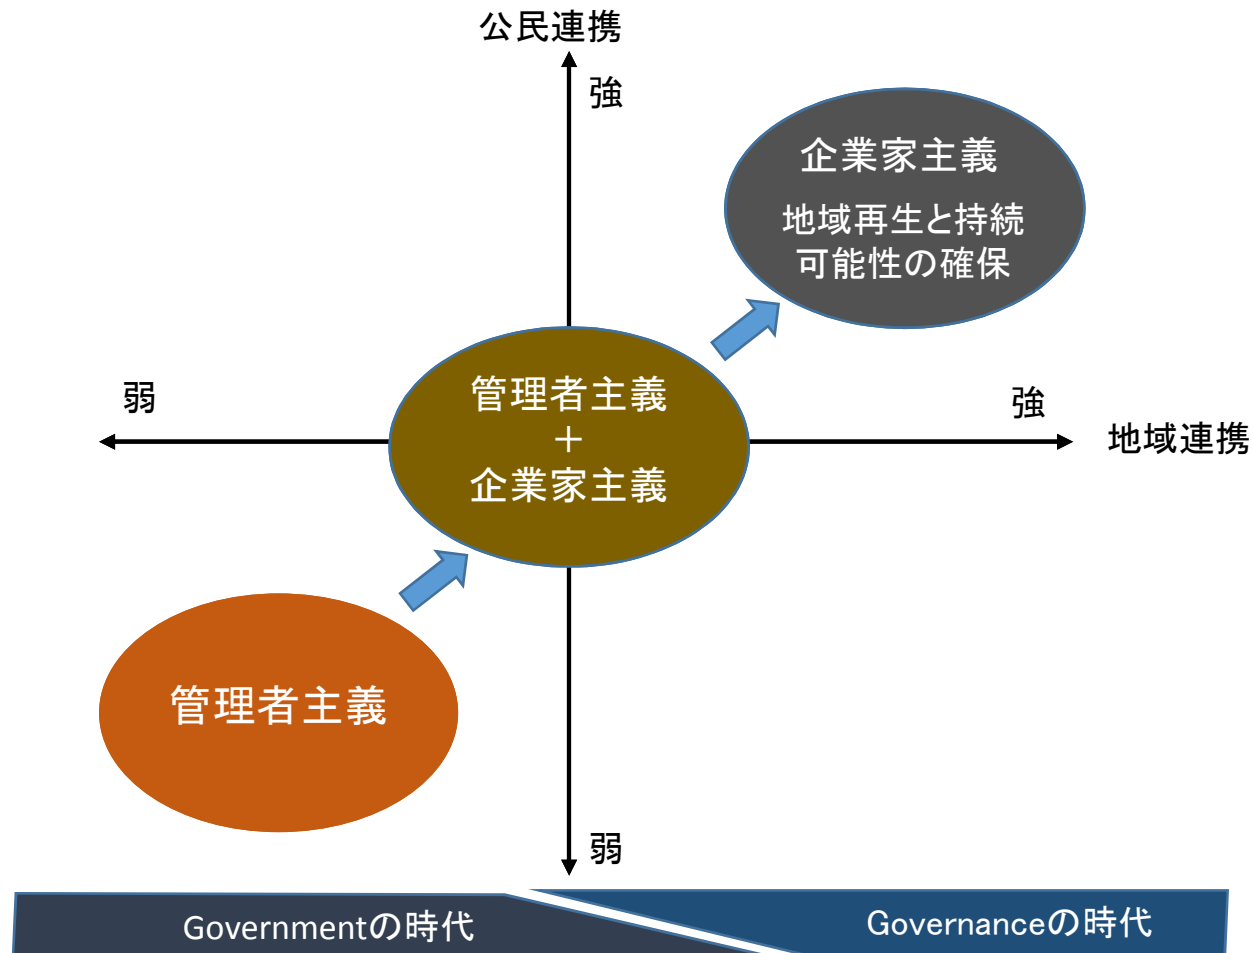 公民連携
強
企業家主義
地域再生と持続
可能性の確保
弱
管理者主義
＋
企業家主義
強
地域連携
管理者主義
弱
Governmentの時代
Governanceの時代